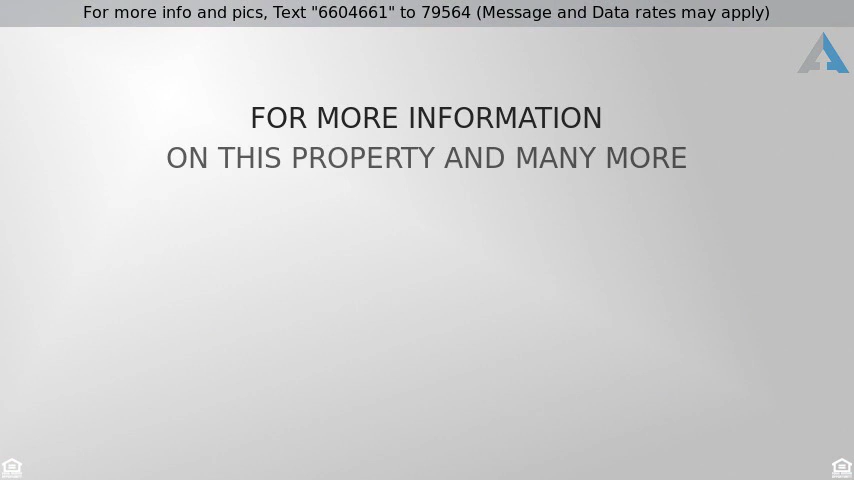 For more info and pics, Text "6604661" to 79564 (Message and Data rates may apply)
FOR MORE INFORMATION
ON THIS PROPERTY AND MANY MORE